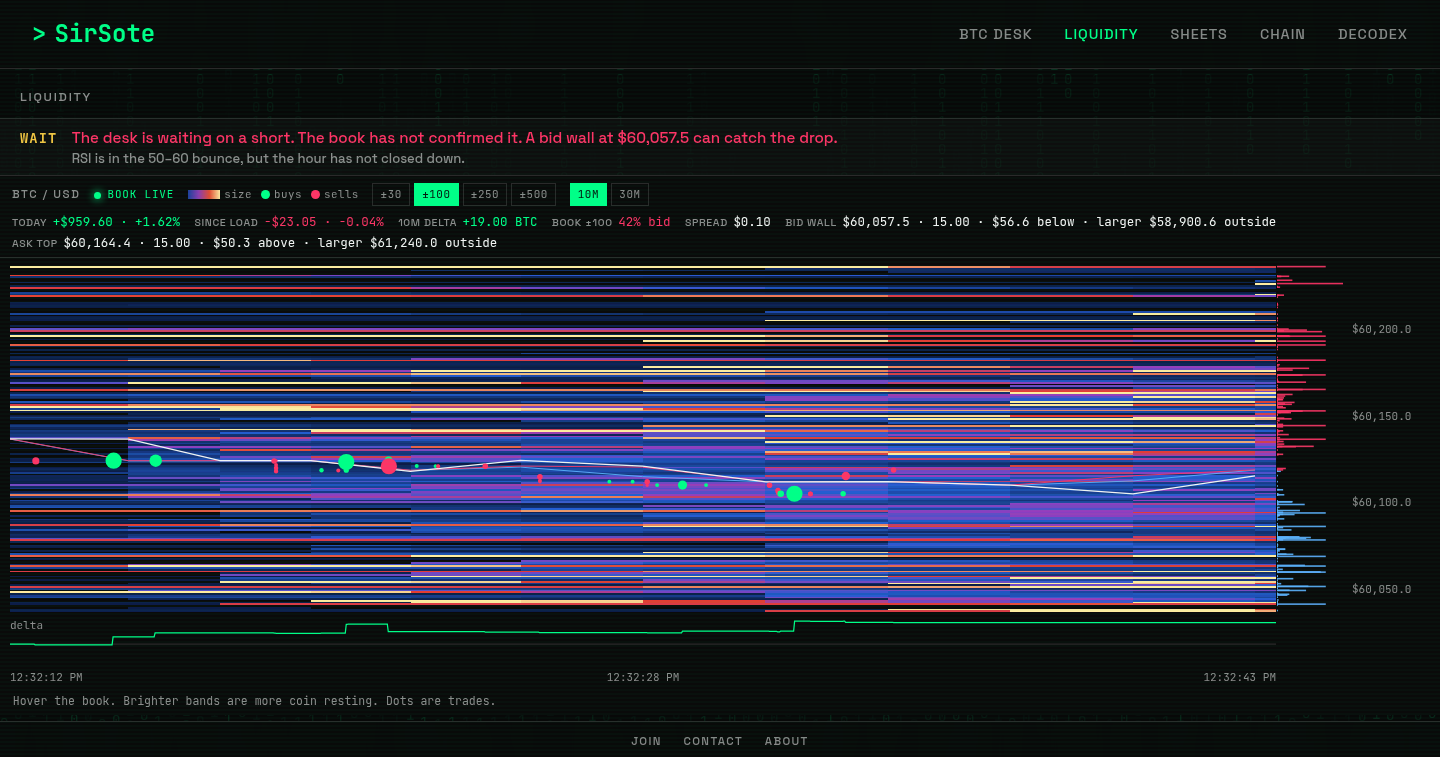 > SirSote
BTC DESK LIQUIDITY SHEETS CHAIN DECODEX
LIQUIDITY
WAIT The desk is waiting on a short. The book has not confirmed it. A bid wall at $60,057.5 can catch the drop.
RSI is in the 50–60 bounce, but the hour has not closed down.
BTC / USD BOOK LIVE size buys sells ±30 ±100 ±250 ±500 10M 30M
TODAY +$959.60 · +1.62% SINCE LOAD -$23.05 · -0.04% 10M DELTA +19.00 BTC BOOK ±100 42% bid SPREAD $0.10 BID WALL $60,057.5 · 15.00 · $56.6 below · larger $58,900.6 outside
ASK TOP $60,164.4 · 15.00 · $50.3 above · larger $61,240.0 outside
$60,200.0
$60,150.0
$60,100.0
$60,050.0
delta
12:32:12 PM 12:32:28 PM 12:32:43 PM
Hover the book. Brighter bands are more coin resting. Dots are trades.
JOIN CONTACT ABOUT